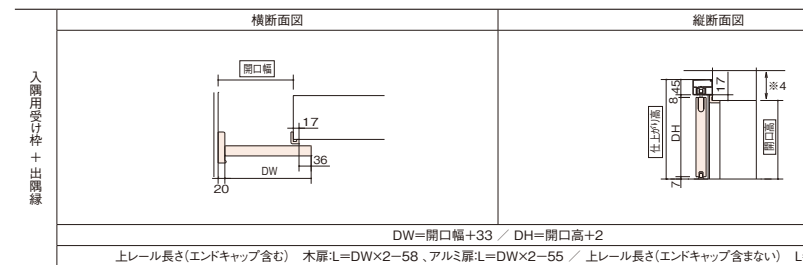 横断面図
縦断面図
入隅用受け枠+出隅縁
開口幅
17
36
DW
20
8.45
17
※4
仕上がり高
DH
開口高
7
DW=開口幅+33 / DH=開口高+2
上レール長さ(エンドキャップ含む) 木扉:L=DW×2−58、アルミ扉:L=DW×2−55 / 上レール長さ(エンドキャップ含まない)